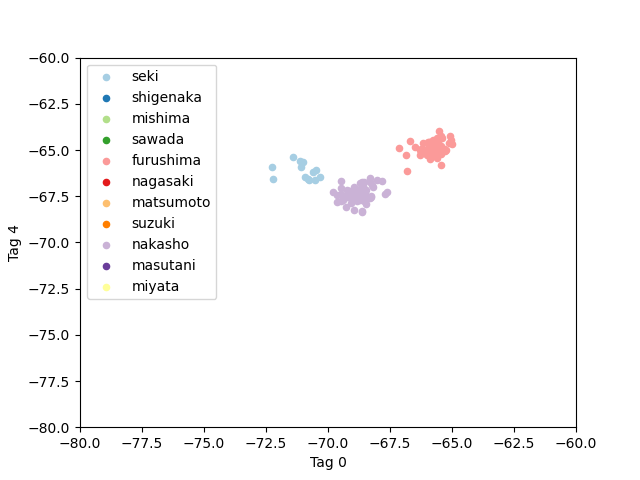 −60.0
−62.5
−65.0
−67.5
−70.0
−72.5
−75.0
−77.5
−80.0
Tag 4
seki
shigenaka
mishima
sawada
furushima
nagasaki
matsumoto
suzuki
nakasho
masutani
miyata
−80.0 −77.5 −75.0 −72.5 −70.0 −67.5 −65.0 −62.5 −60.0
Tag 0